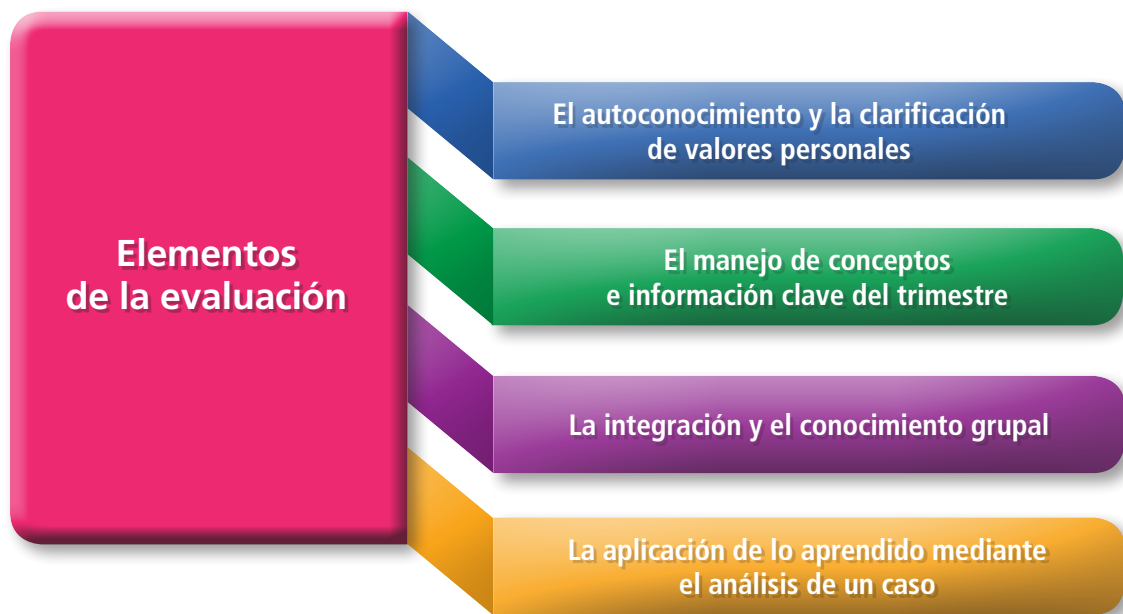 Elementos
de la evaluación
El autoconocimiento y la clarificación
de valores personales
El manejo de conceptos
e información clave del trimestre
La integración y el conocimiento grupal
La aplicación de lo aprendido mediante
el análisis de un caso